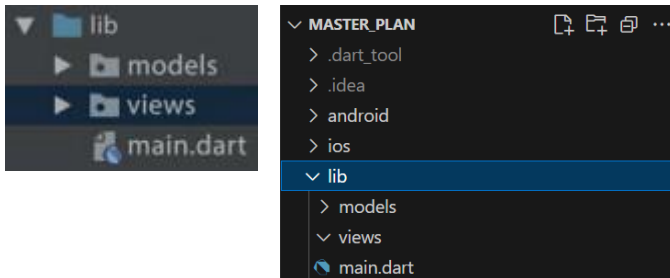 lib
models
views
main.dart
MASTER_PLAN
.dart_tool
.idea
android
ios
lib
models
views
main.dart